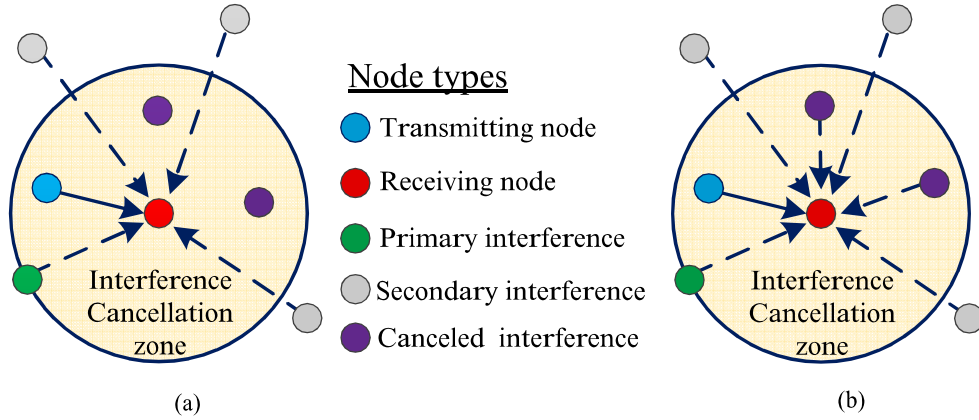 Node types
Transmitting node
Receiving node
Primary interference
Secondary interference
Canceled interference
Interference
Cancellation
zone
(a)
Interference
Cancellation
zone
(b)